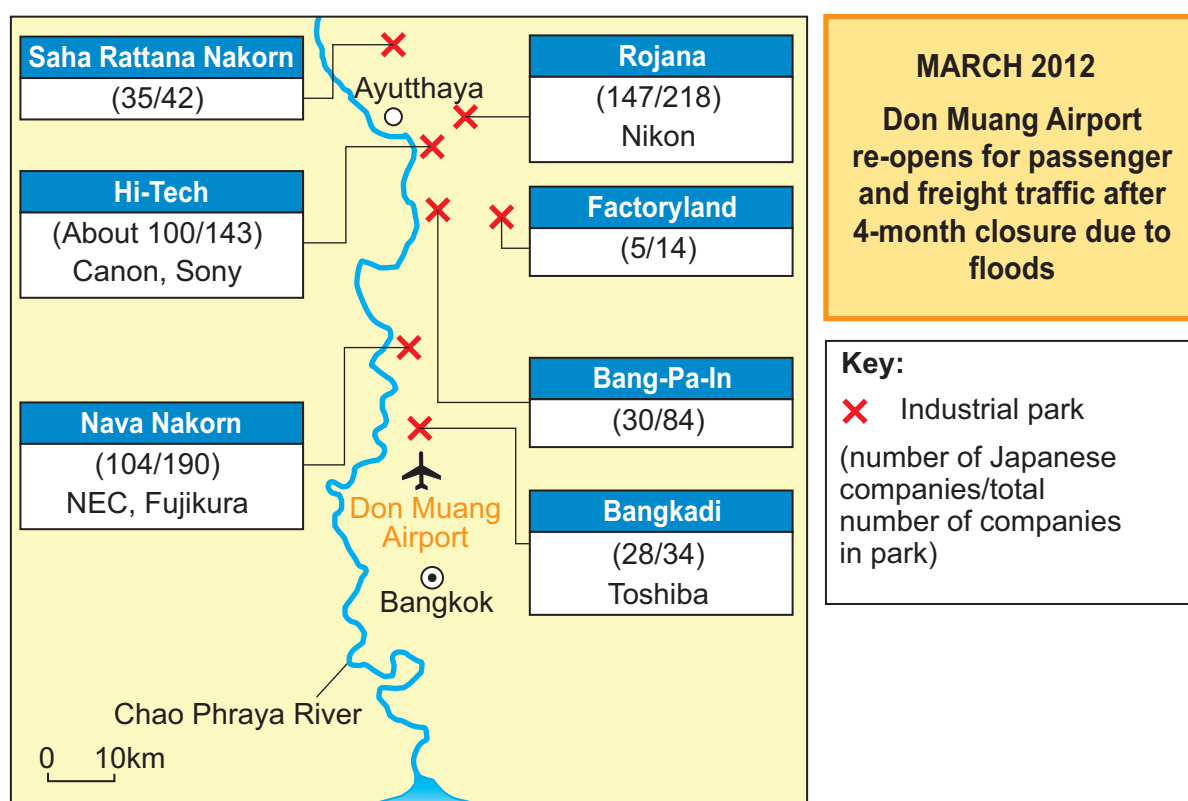 Saha Rattana Nakorn
(35/42)
Ayutthaya
Rojana
(147/218)
Nikon
Hi-Tech
(About 100/143)
Canon, Sony
Factoryland
(5/14)
Nava Nakorn
(104/190)
NEC, Fujikura
Bang-Pa-In
(30/84)
Don Muang
Airport
Bangkadi
(28/34)
Toshiba
Bangkok
Chao Phraya River
0 10km
MARCH 2012
Don Muang Airport
re-opens for passenger
and freight traffic after
4-month closure due to
floods
Key:
Industrial park
(number of Japanese
companies/total
number of companies
in park)